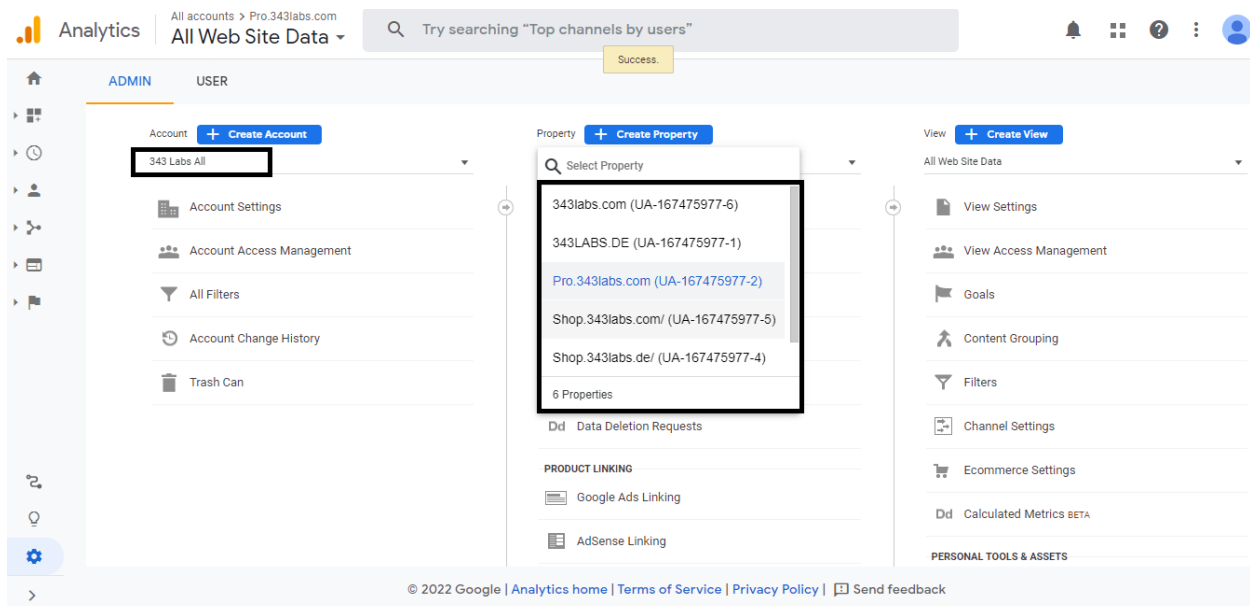 Analytics
All accounts > Pro.343labs.com
All Web Site Data
Try searching “Top channels by users”
Success.
ADMIN
USER
Account
Create Account
343 Labs All
Account Settings
Account Access Management
All Filters
Account Change History
Trash Can
Property
Create Property
Select Property
343labs.com (UA-167475977-6)
343LABS.DE (UA-167475977-1)
Pro.343labs.com (UA-167475977-2)
Shop.343labs.com/ (UA-167475977-5)
Shop.343labs.de/ (UA-167475977-4)
6 Properties
Dd Data Deletion Requests
PRODUCT LINKING
Google Ads Linking
AdSense Linking
View
Create View
All Web Site Data
View Settings
View Access Management
Goals
Content Grouping
Filters
Channel Settings
Ecommerce Settings
Dd Calculated Metrics BETA
PERSONAL TOOLS & ASSETS
© 2022 Google | Analytics home | Terms of Service | Privacy Policy | Send feedback